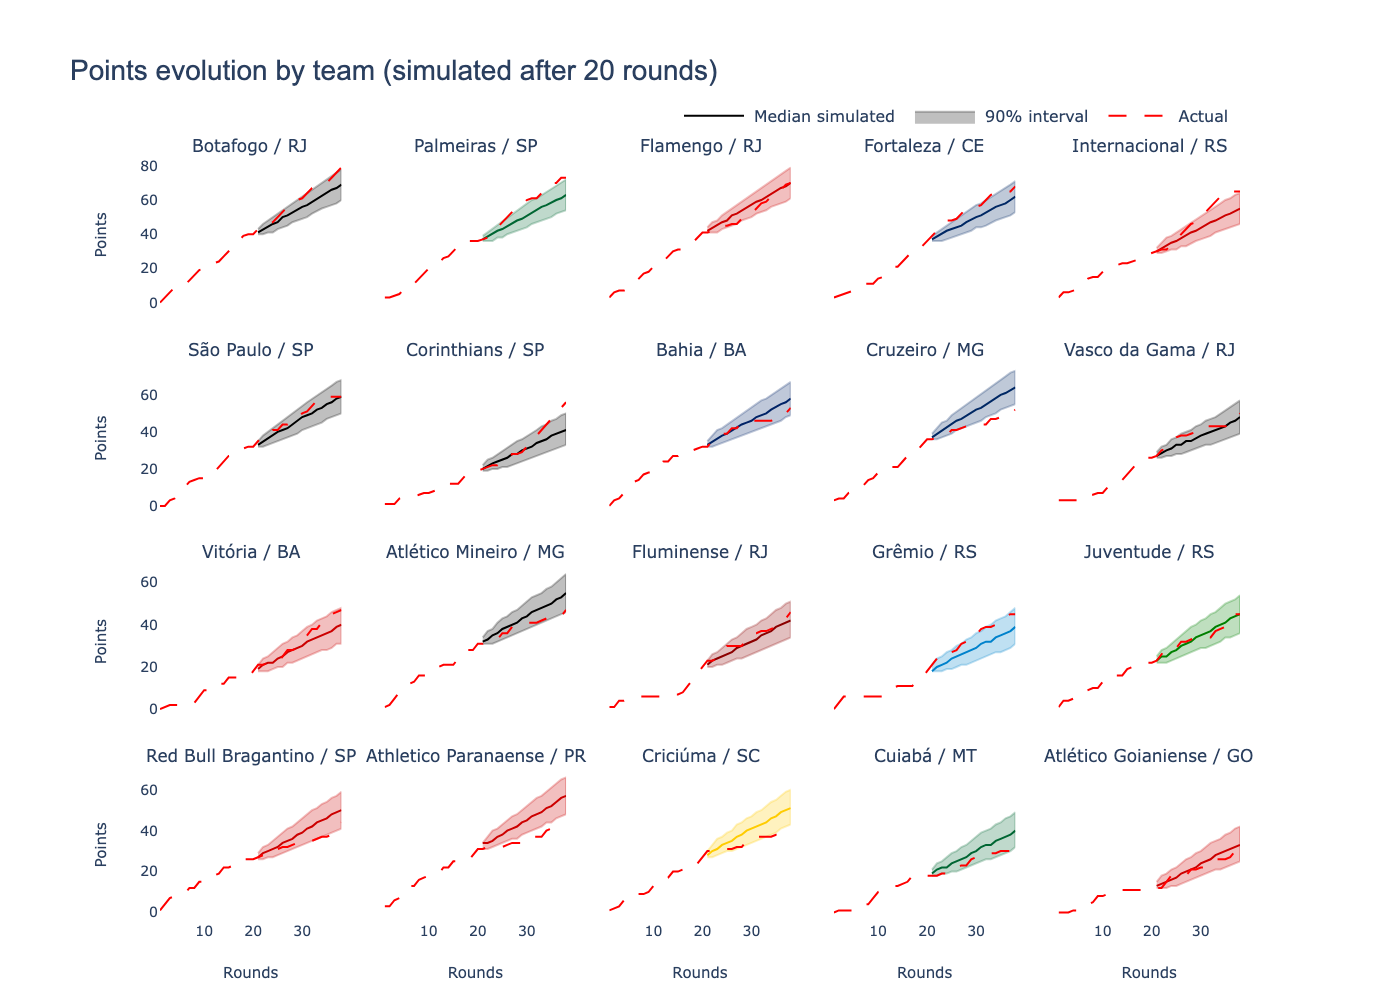 Points evolution by team (simulated after 20 rounds)
Median simulated 90% interval Actual
Botafogo / RJ Palmeiras / SP Flamengo / RJ Fortaleza / CE Internacional / RS
80
60
40
20
0
Points
São Paulo / SP Corinthians / SP Bahia / BA Cruzeiro / MG Vasco da Gama / RJ
60
40
20
0
Points
Vitória / BA Atlético Mineiro / MG Fluminense / RJ Grêmio / RS Juventude / RS
60
40
20
0
Points
Red Bull Bragantino / SP Athletico Paranaense / PR Criciúma / SC Cuiabá / MT Atlético Goianiense / GO
60
40
20
0
Points
10 20 30 10 20 30 10 20 30 10 20 30 10 20 30
Rounds Rounds Rounds Rounds Rounds